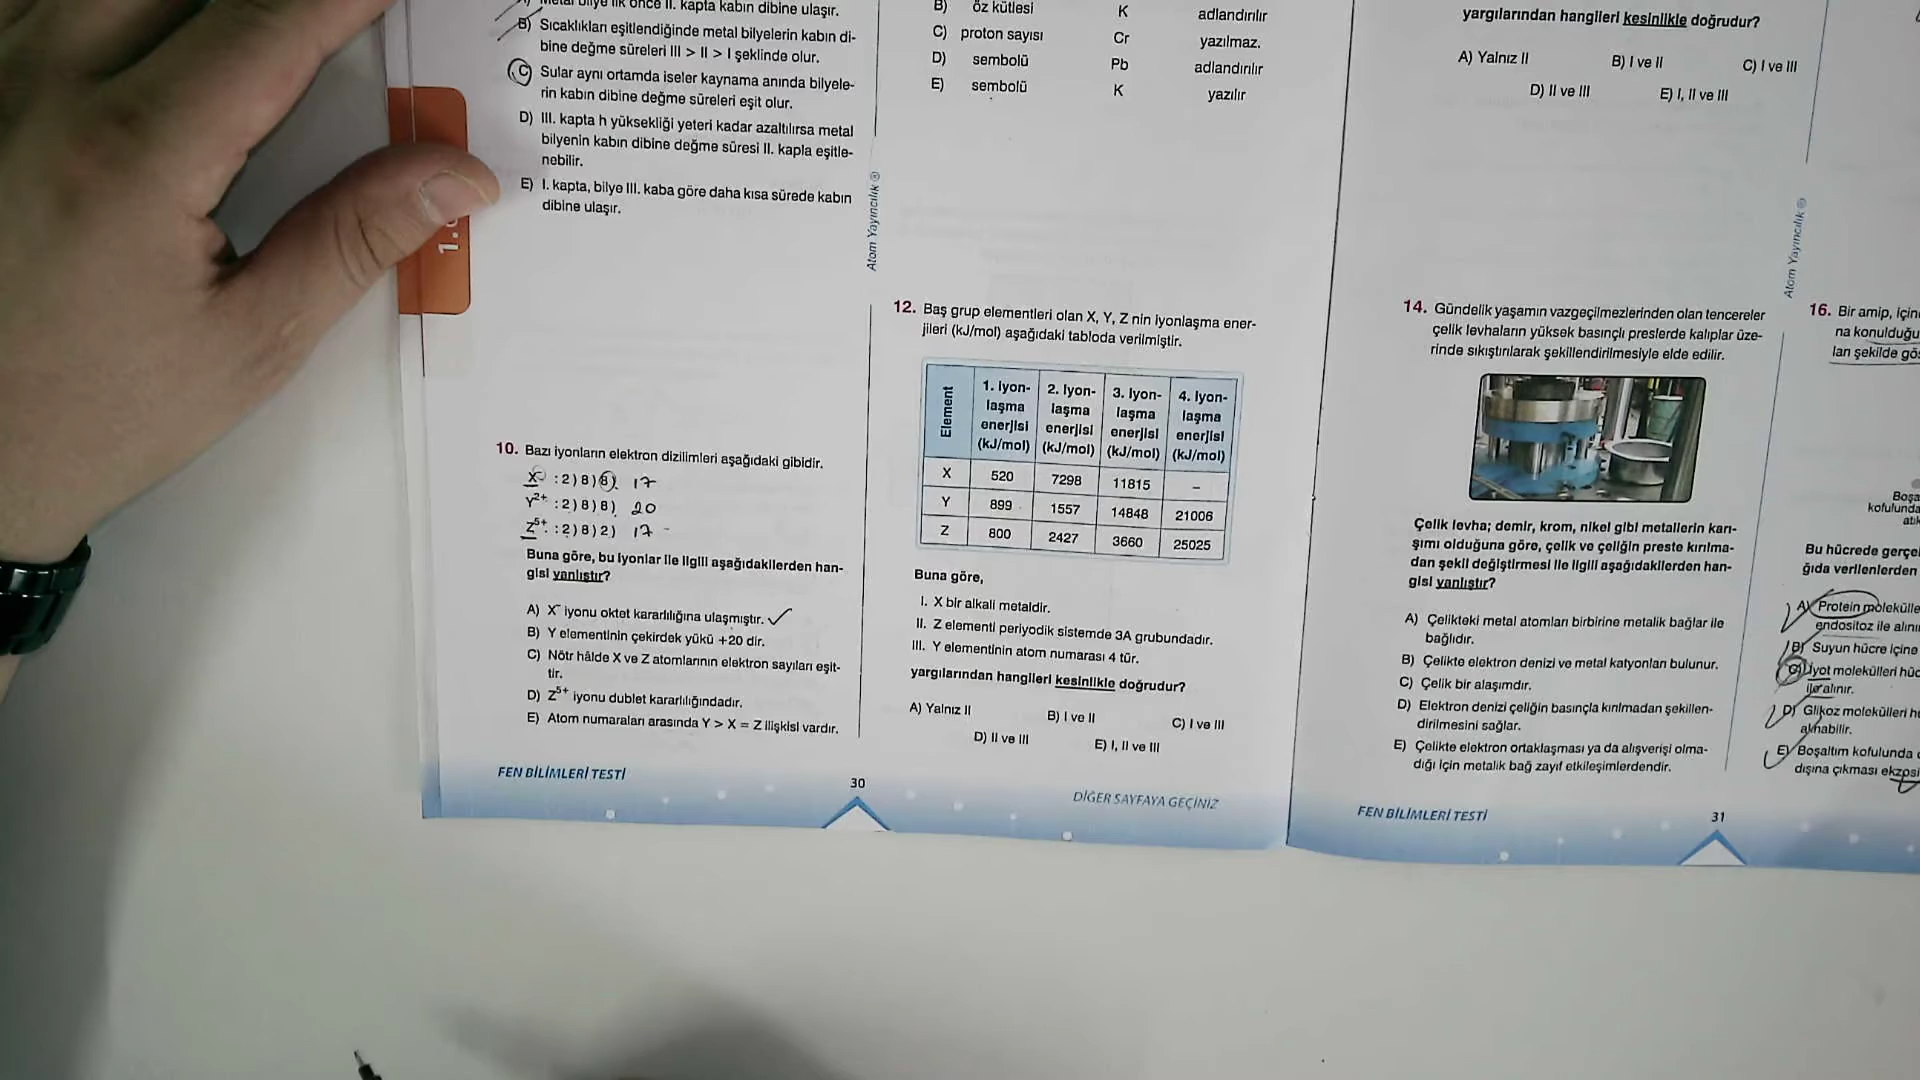 A) Metal bilye ilk önce II. kapta kabın dibine ulaşır.
B) Sıcaklıkları eşitlendiğinde metal bilyelerin kabın di-
bine değme süreleri III > II > I şeklinde olur.
C) Sular aynı ortamda iseler kaynama anında bilyele-
rin kabın dibine değme süreleri eşit olur.
D) III. kapta h yüksekliği yeteri kadar azaltılırsa metal
bilyenin kabın dibine değme süresi II. kapla eşitle-
nebilir.
E) I. kapta, bilye III. kaba göre daha kısa sürede kabın
dibine ulaşır.
1.
10. Bazı iyonların elektron dizilimleri aşağıdaki gibidir.
X⁻ : 2) 8) 8) 17
Y²⁺ : 2) 8) 8) 20
Z⁵⁺ : 2) 8) 2) 17
Buna göre, bu iyonlar ile ilgili aşağıdakilerden han-
gisi yanlıştır?
A) X⁻ iyonu oktet kararlılığına ulaşmıştır.
B) Y elementinin çekirdek yükü +20 dir.
C) Nötr hâlde X ve Z atomlarının elektron sayıları eşit-
tir.
D) Z⁵⁺ iyonu dublet kararlılığındadır.
E) Atom numaraları arasında Y > X = Z ilişkisi vardır.
FEN BİLİMLERİ TESTİ
30
B) öz kütlesi K adlandırılır
C) proton sayısı Cr yazılmaz.
D) sembolü Pb adlandırılır
E) sembolü K yazılır
Atom Yayıncılık ®
12. Baş grup elementleri olan X, Y, Z nin iyonlaşma ener-
jileri (kJ/mol) aşağıdaki tabloda verilmiştir.
Element
1. İyon-laşma enerjisi (kJ/mol) 2. İyon-laşma enerjisi (kJ/mol) 3. İyon-laşma enerjisi (kJ/mol) 4. İyon-laşma enerjisi (kJ/mol)
X 520 7298 11815 –
Y 899 1557 14848 21006
Z 800 2427 3660 25025
Buna göre,
I. X bir alkali metaldir.
II. Z elementi periyodik sistemde 3A grubundadır.
III. Y elementinin atom numarası 4 tür.
yargılarından hangileri kesinlikle doğrudur?
A) Yalnız II B) I ve II C) I ve III
D) II ve III E) I, II ve III
DİĞER SAYFAYA GEÇİNİZ
yargılarından hangileri kesinlikle doğrudur?
A) Yalnız II B) I ve II C) I ve III
D) II ve III E) I, II ve III
Atom Yayıncılık ®
14. Gündelik yaşamın vazgeçilmezlerinden olan tencereler
çelik levhaların yüksek basınçlı preslerde kalıplar üze-
rinde sıkıştırılarak şekillendirilmesiyle elde edilir.
Çelik levha; demir, krom, nikel gibi metallerin karı-
şımı olduğuna göre, çelik ve çeliğin preste kırılma-
dan şekil değiştirmesi ile ilgili aşağıdakilerden han-
gisi yanlıştır?
A) Çelikteki metal atomları birbirine metalik bağlar ile
bağlıdır.
B) Çelikte elektron denizi ve metal katyonları bulunur.
C) Çelik bir alaşımdır.
D) Elektron denizi çeliğin basınçla kırılmadan şekillen-
dirilmesini sağlar.
E) Çelikte elektron ortaklaşması ya da alışverişi olma-
dığı için metalik bağ zayıf etkileşimlerdendir.
FEN BİLİMLERİ TESTİ
31
16. Bir amip, için
na konulduğu
lan şekilde gö
Boşa
kofulunda
atık
Bu hücrede gerçe
ğıda verilenlerden
A) Protein moleküller
endositoz ile alını
B) Suyun hücre içine
C) İyot molekülleri hüc
ile alınır.
D) Glikoz molekülleri h
alınabilir.
E) Boşaltım kofulunda
dışına çıkması ekzosi